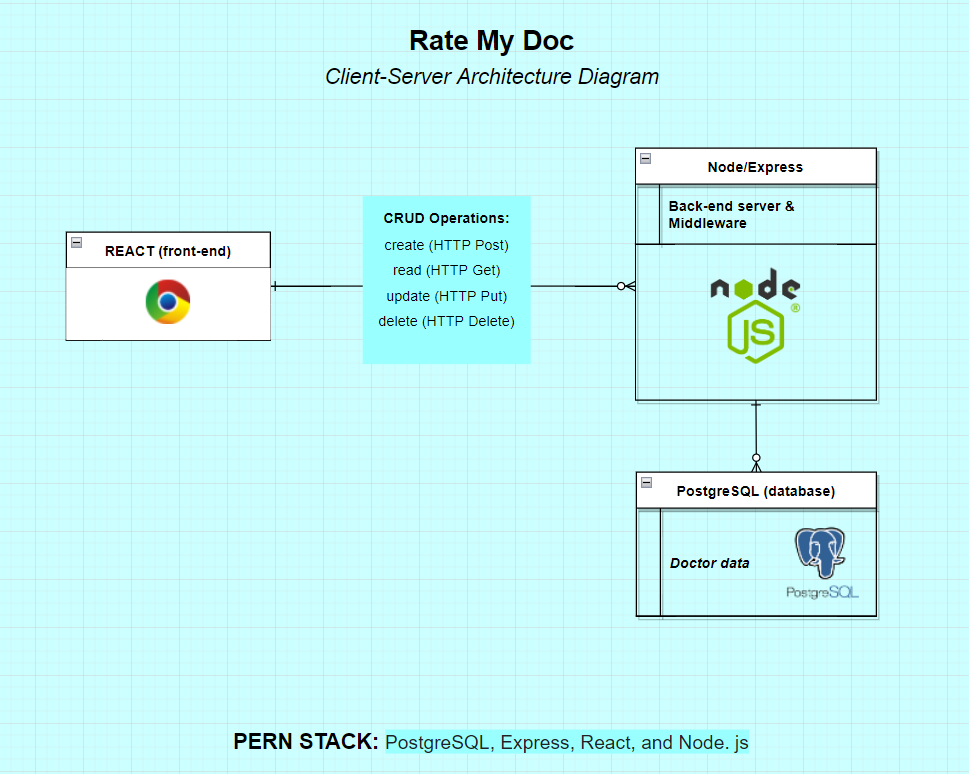 Rate My Doc
Client-Server Architecture Diagram
Node/Express
Back-end server &
Middleware
CRUD Operations:
create (HTTP Post)
read (HTTP Get)
update (HTTP Put)
delete (HTTP Delete)
REACT (front-end)
node
JS
®
PostgreSQL (database)
Doctor data
PostgreSQL
PERN STACK: PostgreSQL, Express, React, and Node. js